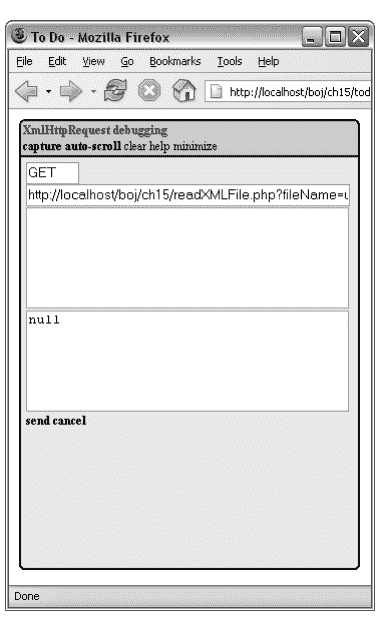 To Do - Mozilla Firefox
File Edit View Go Bookmarks Tools Help
http://localhost/boj/ch15/tod
XmlHttpRequest debugging
capture auto-scroll clear help minimize
GET
http://localhost/boj/ch15/readXMLFile.php?fileName=u
null
send cancel
Done